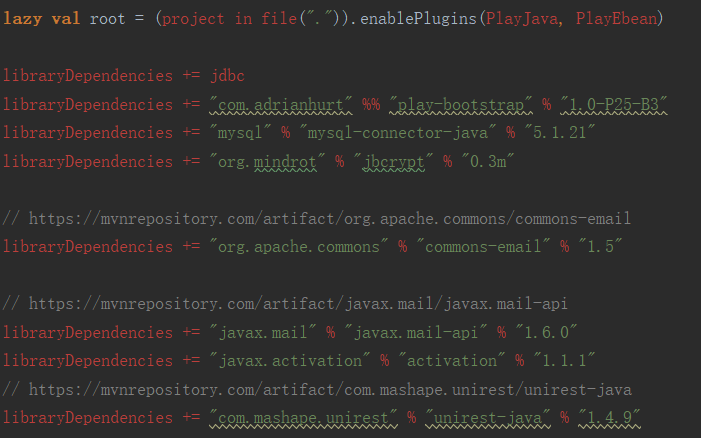 lazy val root = (project in file(".")).enablePlugins(PlayJava, PlayEbean)
libraryDependencies += jdbc
libraryDependencies += "com.adrianhurt" %% "play-bootstrap" % "1.0-P25-B3"
libraryDependencies += "mysql" % "mysql-connector-java" % "5.1.21"
libraryDependencies += "org.mindrot" % "jbcrypt" % "0.3m"
// https://mvnrepository.com/artifact/org.apache.commons/commons-email
libraryDependencies += "org.apache.commons" % "commons-email" % "1.5"
// https://mvnrepository.com/artifact/javax.mail/javax.mail-api
libraryDependencies += "javax.mail" % "javax.mail-api" % "1.6.0"
libraryDependencies += "javax.activation" % "activation" % "1.1.1"
// https://mvnrepository.com/artifact/com.mashape.unirest/unirest-java
libraryDependencies += "com.mashape.unirest" % "unirest-java" % "1.4.9"